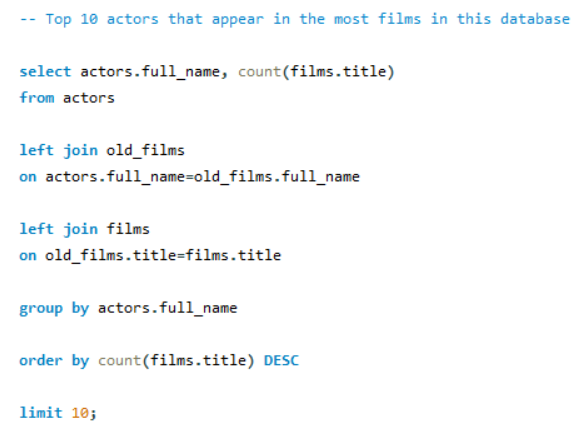 -- Top 10 actors that appear in the most films in this database
select actors.full_name, count(films.title)
from actors
left join old_films
on actors.full_name=old_films.full_name
left join films
on old_films.title=films.title
group by actors.full_name
order by count(films.title) DESC
limit 10;